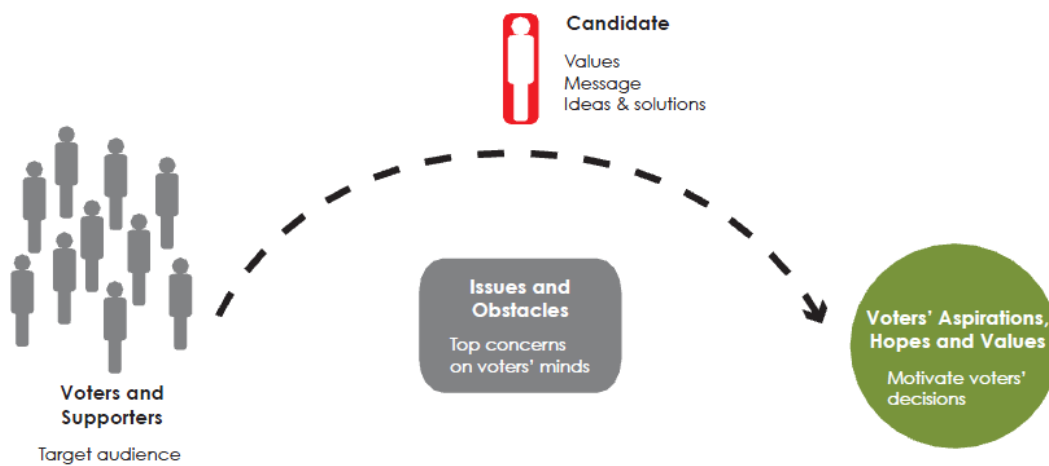 Candidate
Values
Message
Ideas & solutions
Issues and
Obstacles
Top concerns
on voters' minds
Voters' Aspirations,
Hopes and Values
Motivate voters'
decisions
Voters and
Supporters
Target audience